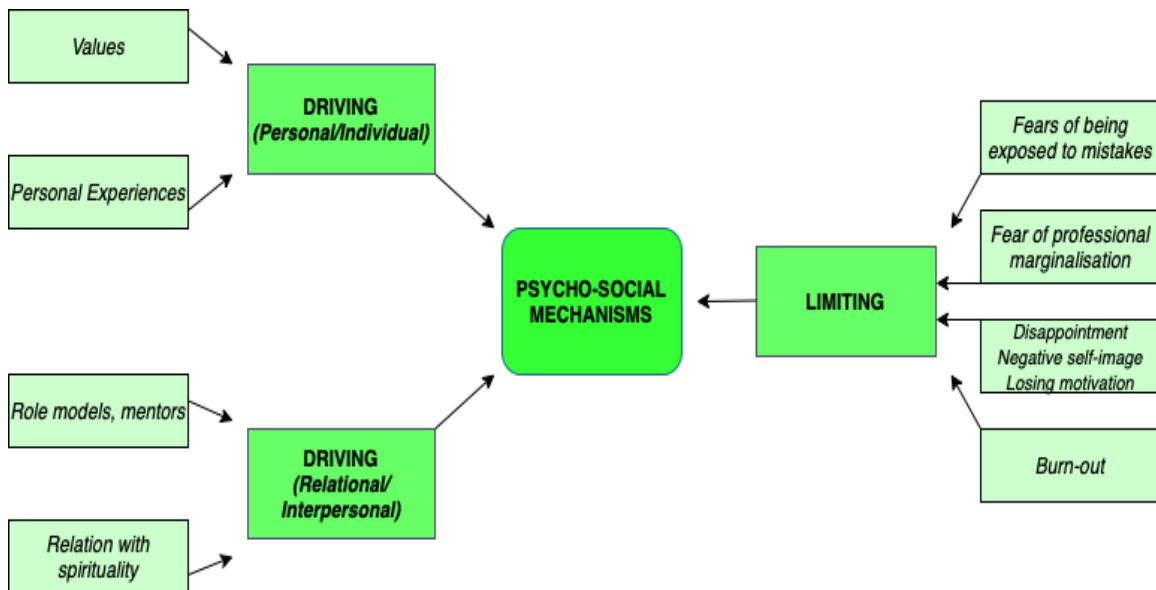 Values
Personal Experiences
DRIVING
(Personal/Individual)
Role models, mentors
Relation with
spirituality
DRIVING
(Relational/
Interpersonal)
PSYCHO-SOCIAL
MECHANISMS
LIMITING
Fears of being
exposed to mistakes
Fear of professional
marginalisation
Disappointment
Negative self-image
Losing motivation
Burn-out